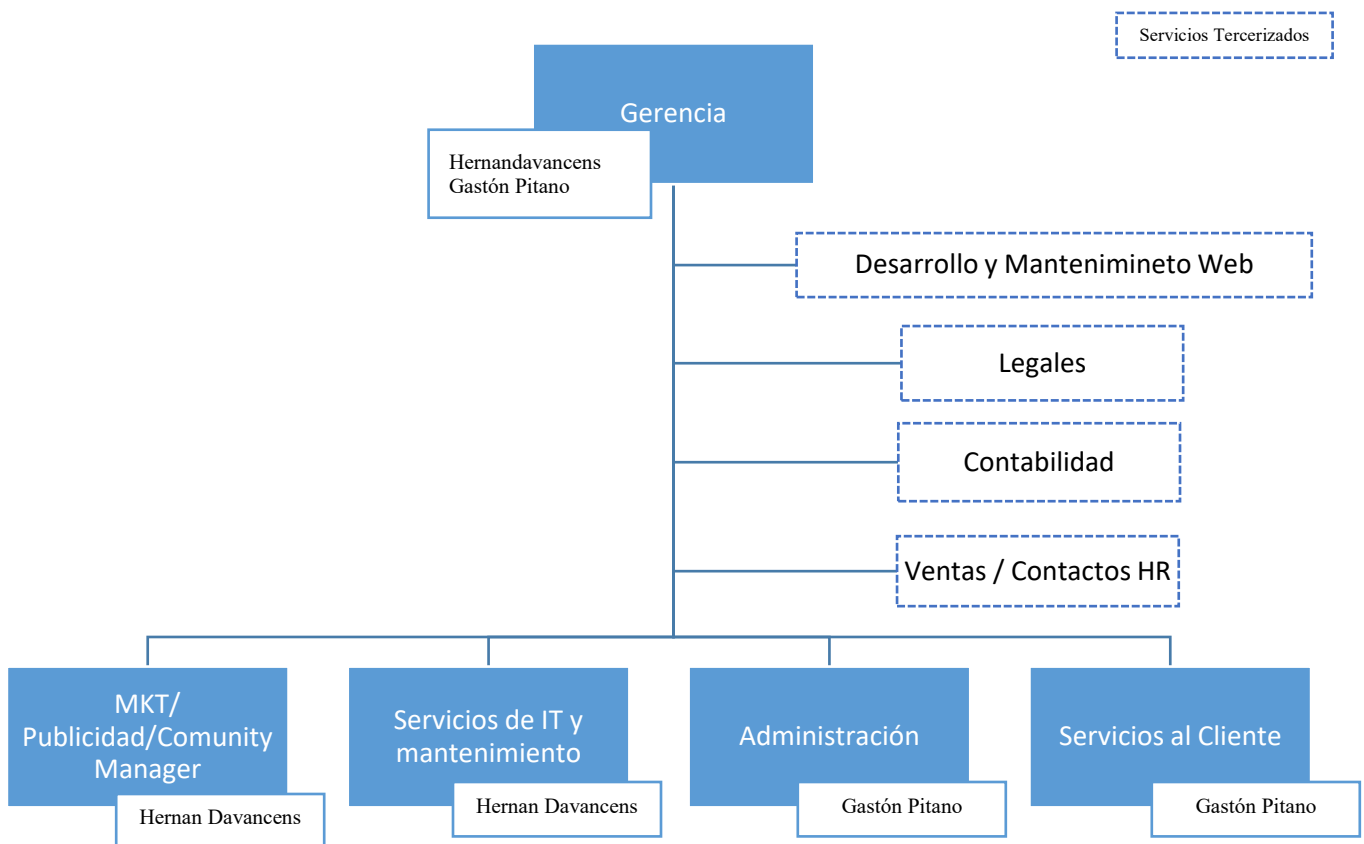 Servicios Tercerizados
Gerencia
Hernandavancens
Gastón Pitano
Desarrollo y Mantenimineto Web
Legales
Contabilidad
Ventas / Contactos HR
MKT/
Publicidad/Comunity
Manager
Hernan Davancens
Servicios de IT y
mantenimiento
Hernan Davancens
Administración
Gastón Pitano
Servicios al Cliente
Gastón Pitano